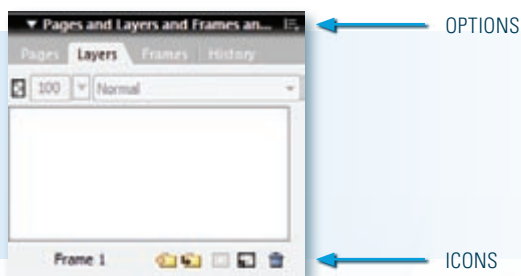 Pages and Layers and Frames an... OPTIONS
Pages Layers Frames History
100 Normal
Frame 1 ICONS